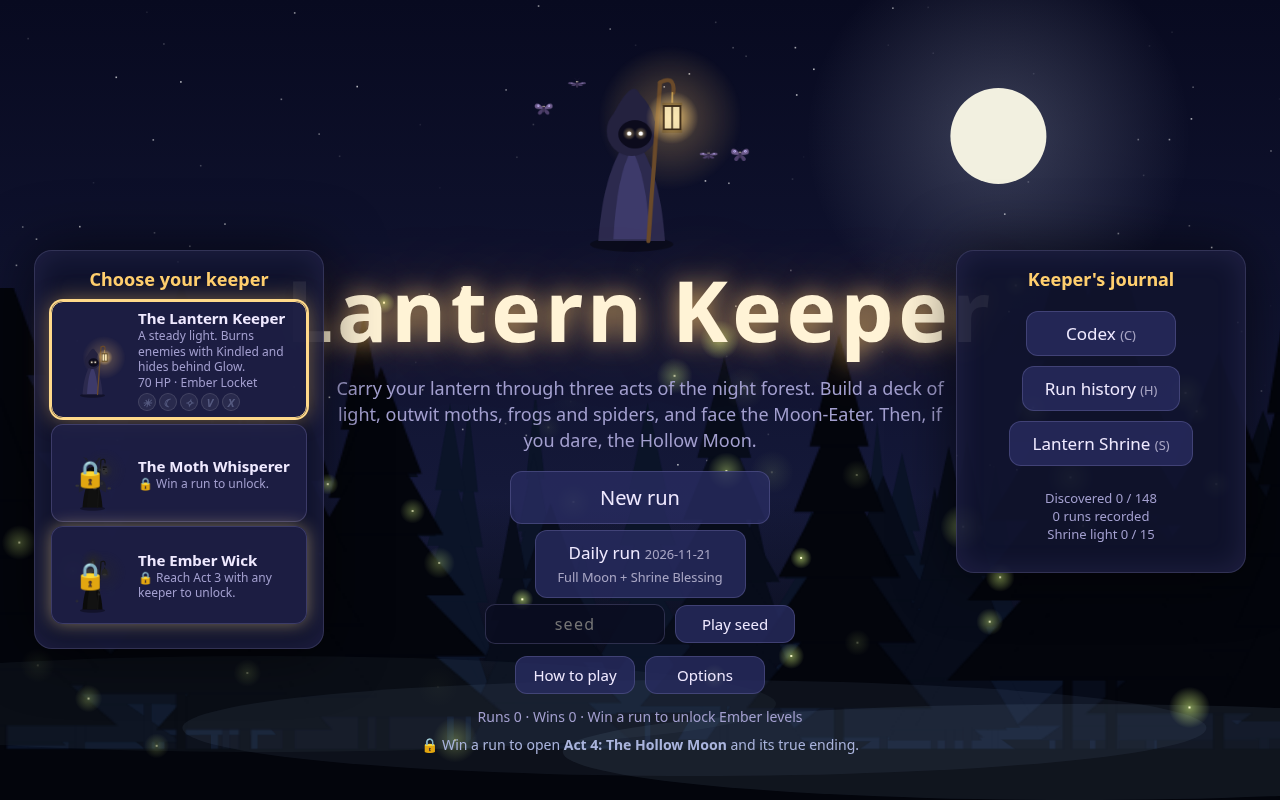 Choose your keeper
The Lantern Keeper
A steady light. Burns
enemies with Kindled and
hides behind Glow.
70 HP · Ember Locket
The Moth Whisperer
🔒 Win a run to unlock.
The Ember Wick
🔒 Reach Act 3 with any
keeper to unlock.
Lantern Keeper
Carry your lantern through three acts of the night forest. Build a deck of
light, outwit moths, frogs and spiders, and face the Moon-Eater. Then, if
you dare, the Hollow Moon.
New run
Daily run 2026-11-21
Full Moon + Shrine Blessing
seed
Play seed
How to play
Options
Runs 0 · Wins 0 · Win a run to unlock Ember levels
🔒 Win a run to open Act 4: The Hollow Moon and its true ending.
Keeper's journal
Codex (C)
Run history (H)
Lantern Shrine (S)
Discovered 0 / 148
0 runs recorded
Shrine light 0 / 15